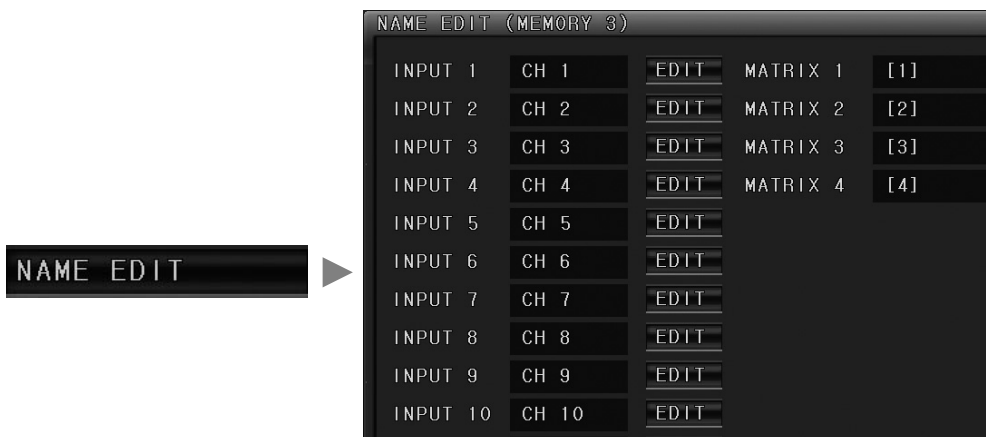 NAME EDIT
NAME EDIT (MEMORY 3)
INPUT 1 CH 1 EDIT MATRIX 1 [1]
INPUT 2 CH 2 EDIT MATRIX 2 [2]
INPUT 3 CH 3 EDIT MATRIX 3 [3]
INPUT 4 CH 4 EDIT MATRIX 4 [4]
INPUT 5 CH 5 EDIT
INPUT 6 CH 6 EDIT
INPUT 7 CH 7 EDIT
INPUT 8 CH 8 EDIT
INPUT 9 CH 9 EDIT
INPUT 10 CH 10 EDIT